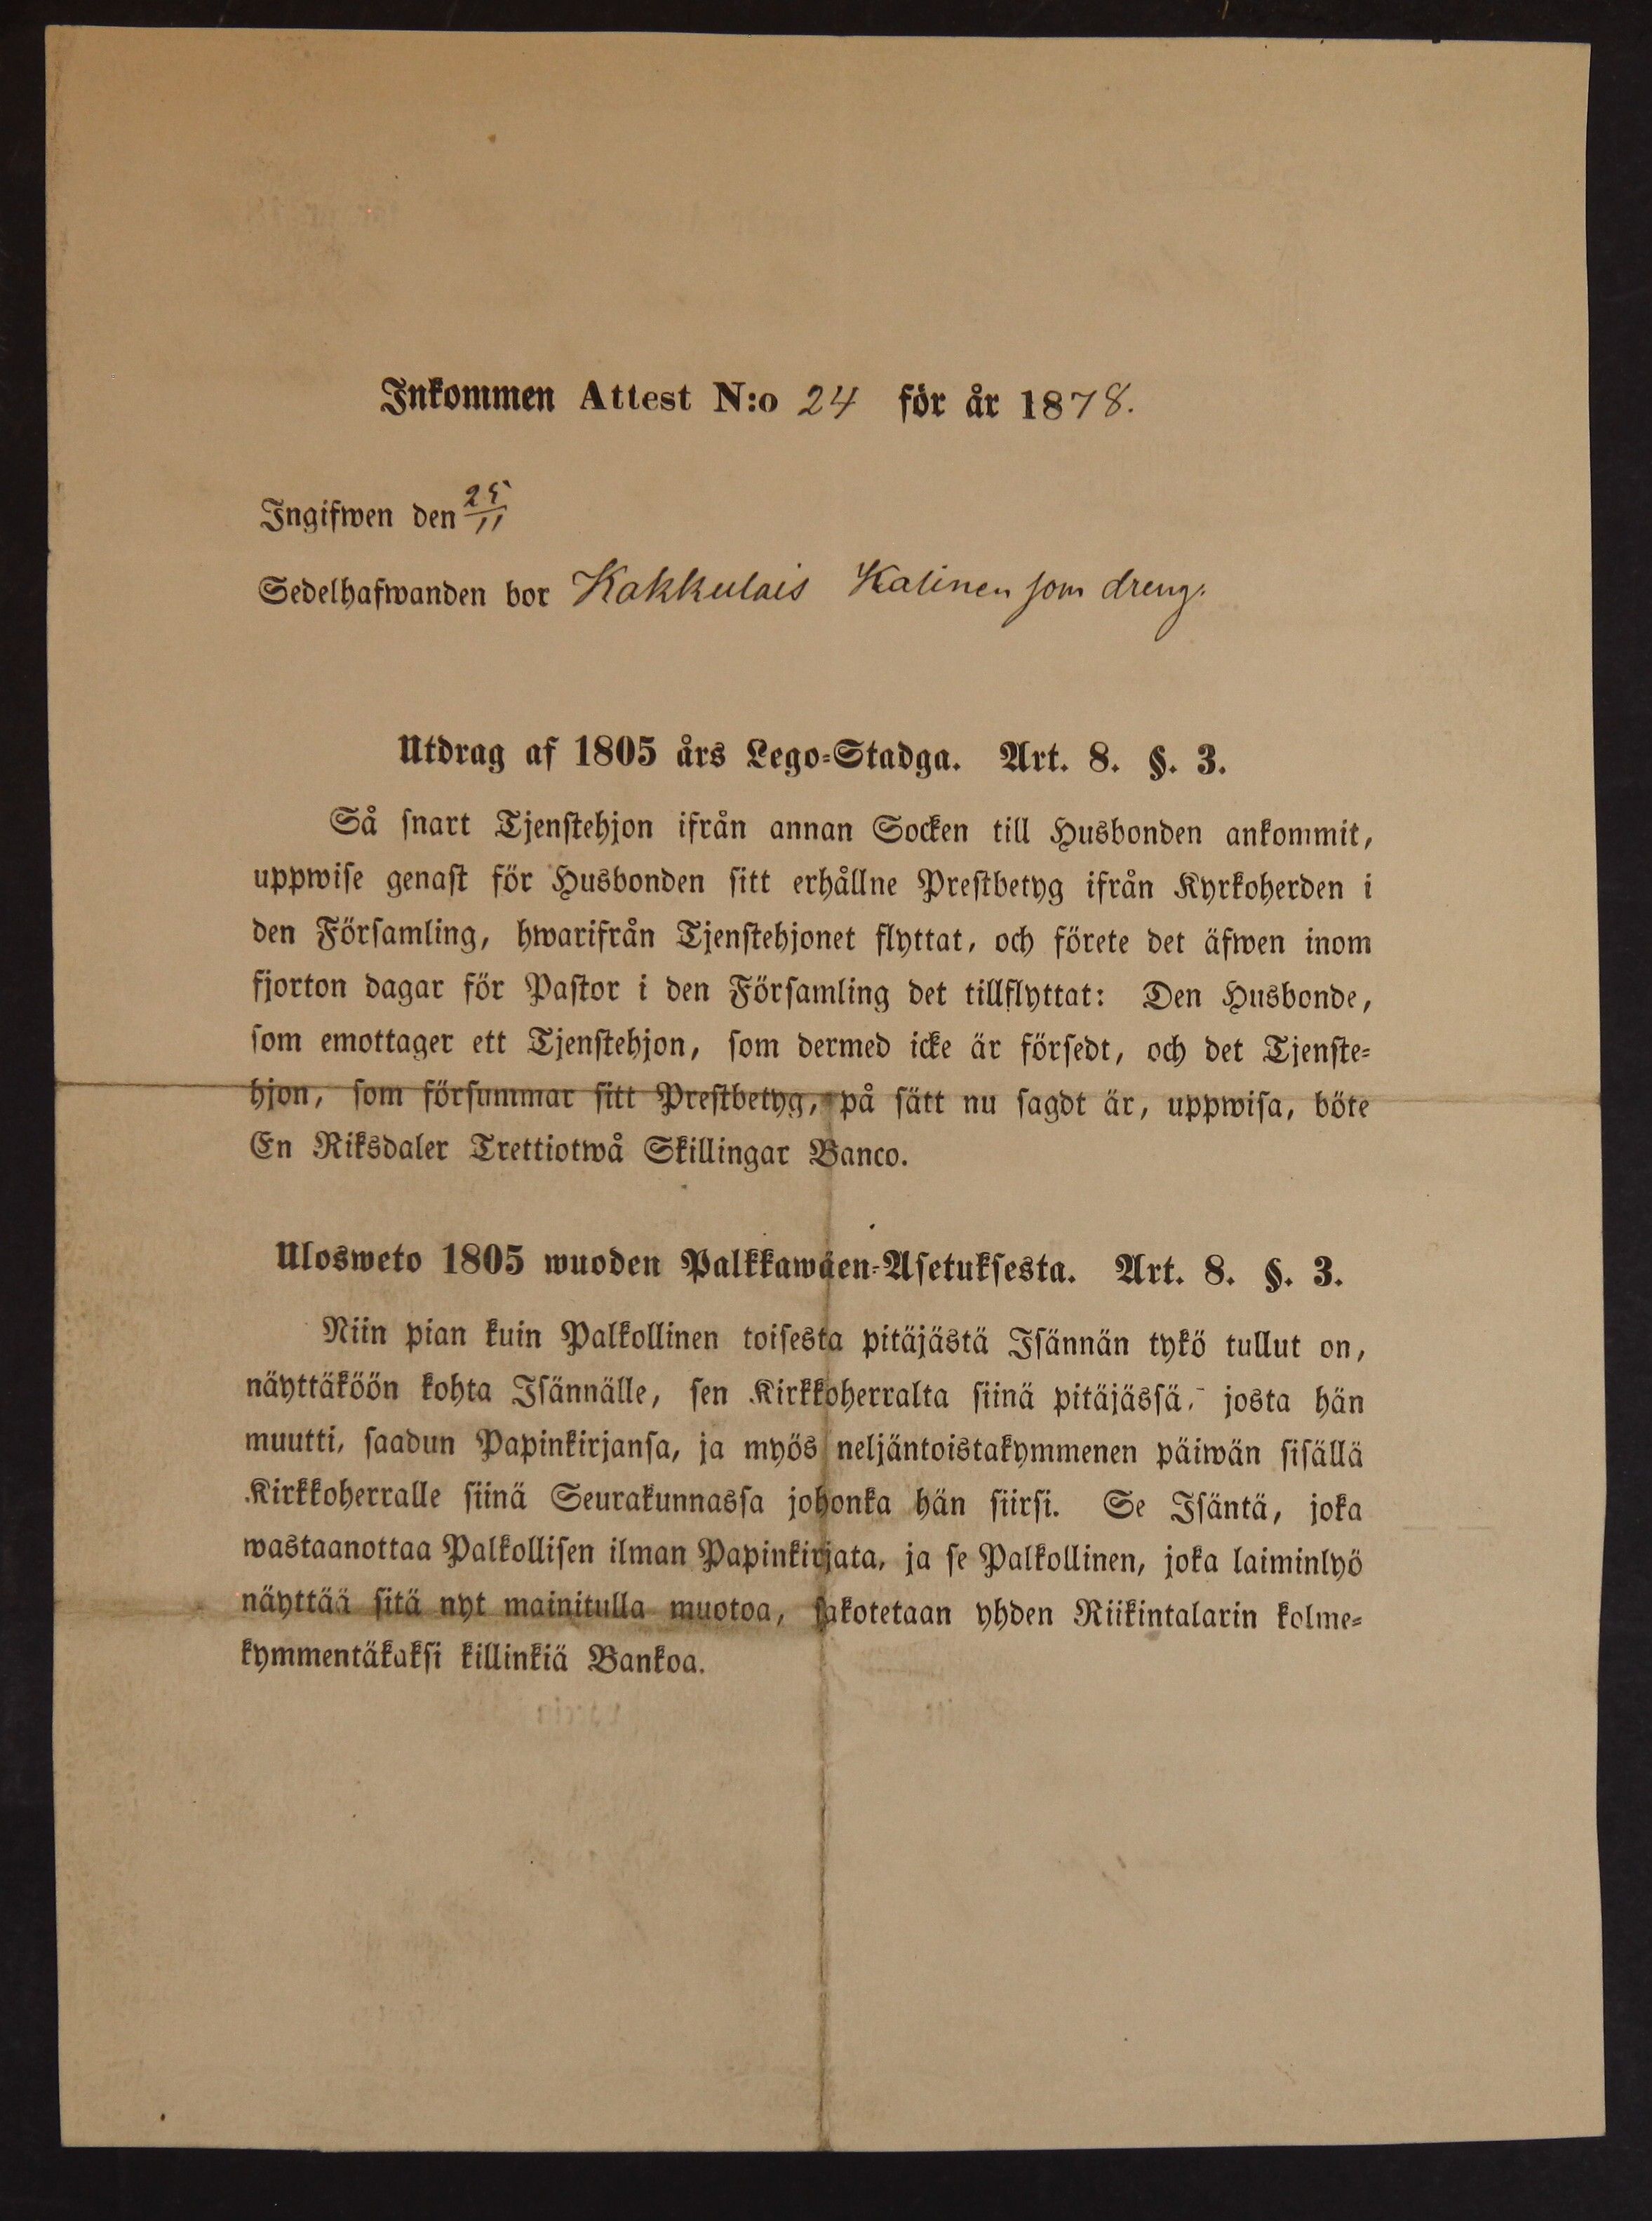 Inkommen Attest N:o 24 för år 1878.
Ingifwen den 25/11
Sedelhafwanden bor Kakkulais Kalinen som dreng.
Utdrag af 1805 års Lego-Stadga. Art. 8. §. 3.
Så snart Tjenstehjon ifrån annan Socken till Husbonden ankommit,
uppwise genast för Husbonden sitt erhållne Prestbetyg ifrån Kyrkoherden i
den Församling, hwarifrån Tjenstehjonet flyttat, och förete det äfwen inom
fjorton dagar för Pastor i den Församling det tillflyttat: Den Husbonde,
som emottager ett Tjenstehjon, som dermed icke är försedt, och det Tjenste-
hjon, som försummar sitt Prestbetyg, på sätt nu sagdt är, uppwisa, böte
En Riksdaler Trettiotwå Skillingar Banco.
Ulosweto 1805 wuoden Palkkawäen-Asetuksesta. Art. 8. §. 3.
Niin pian kuin Palkollinen toisesta pitäjästä Isännän tykö tullut on,
näyttäköön kohta Isännälle, sen Kirkkoherralta siinä pitäjässä, josta hän
muutti, saadun Papinkirjansa, ja myös neljäntoistakymmenen päiwän sisällä
Kirkkoherralle siinä Seurakunnassa johonka hän siirsi. Se Isäntä, joka
wastaanottaa Palkollisen ilman Papinkirjata, ja se Palkollinen, joka laiminlyö
näyttää sitä nyt mainitulla muotoa, sakotetaan yhden Riikintalarin kolme-
kymmentäkaksi killinkiä Bankoa.